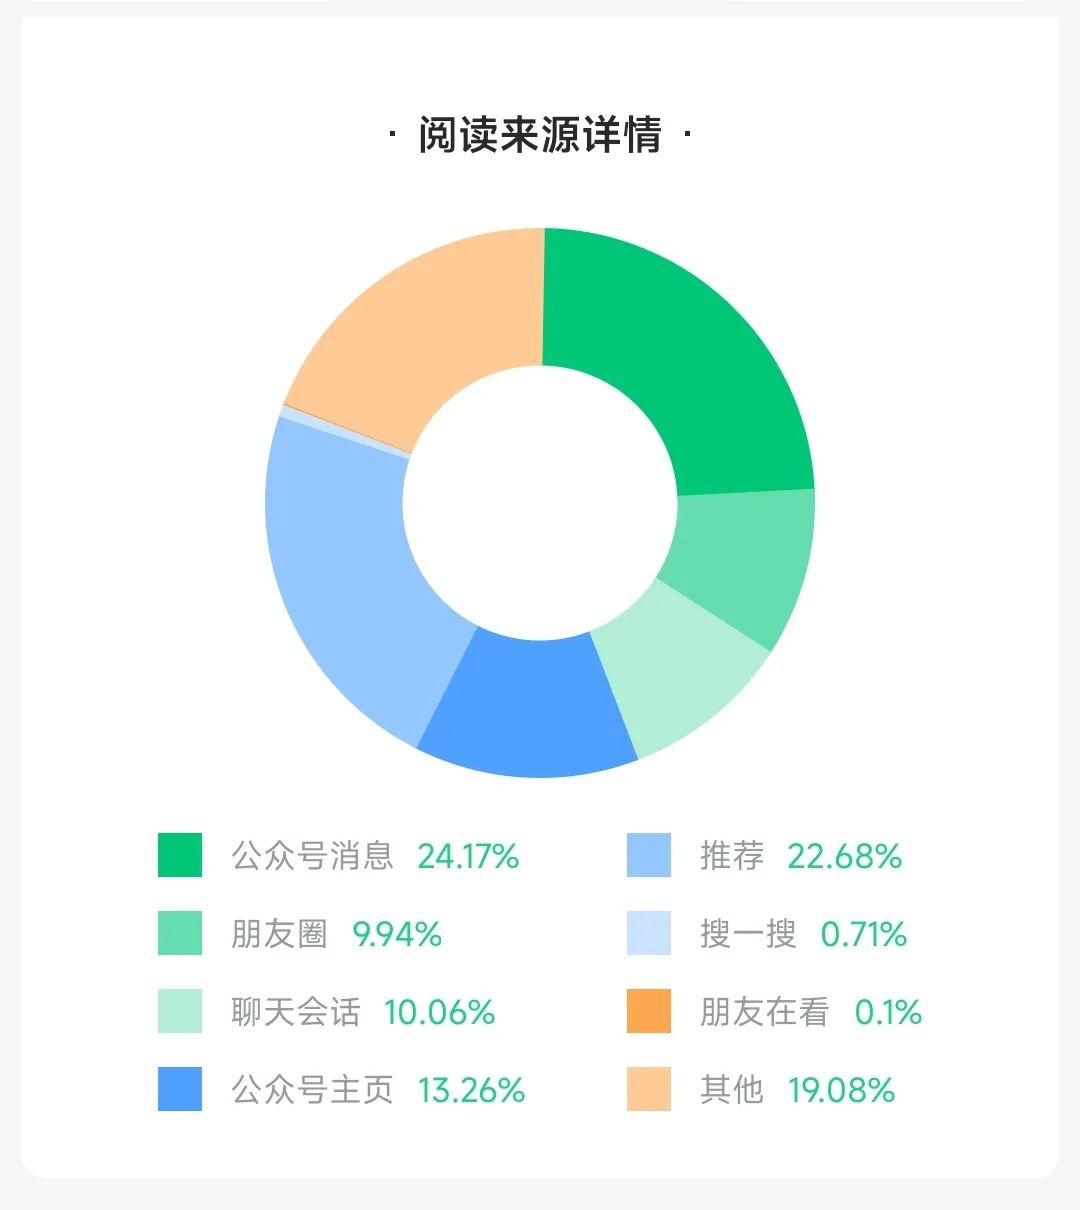 · 阅读来源详情 ·
公众号消息 24.17%
推荐 22.68%
朋友圈 9.94%
搜一搜 0.71%
聊天会话 10.06%
朋友在看 0.1%
公众号主页 13.26%
其他 19.08%